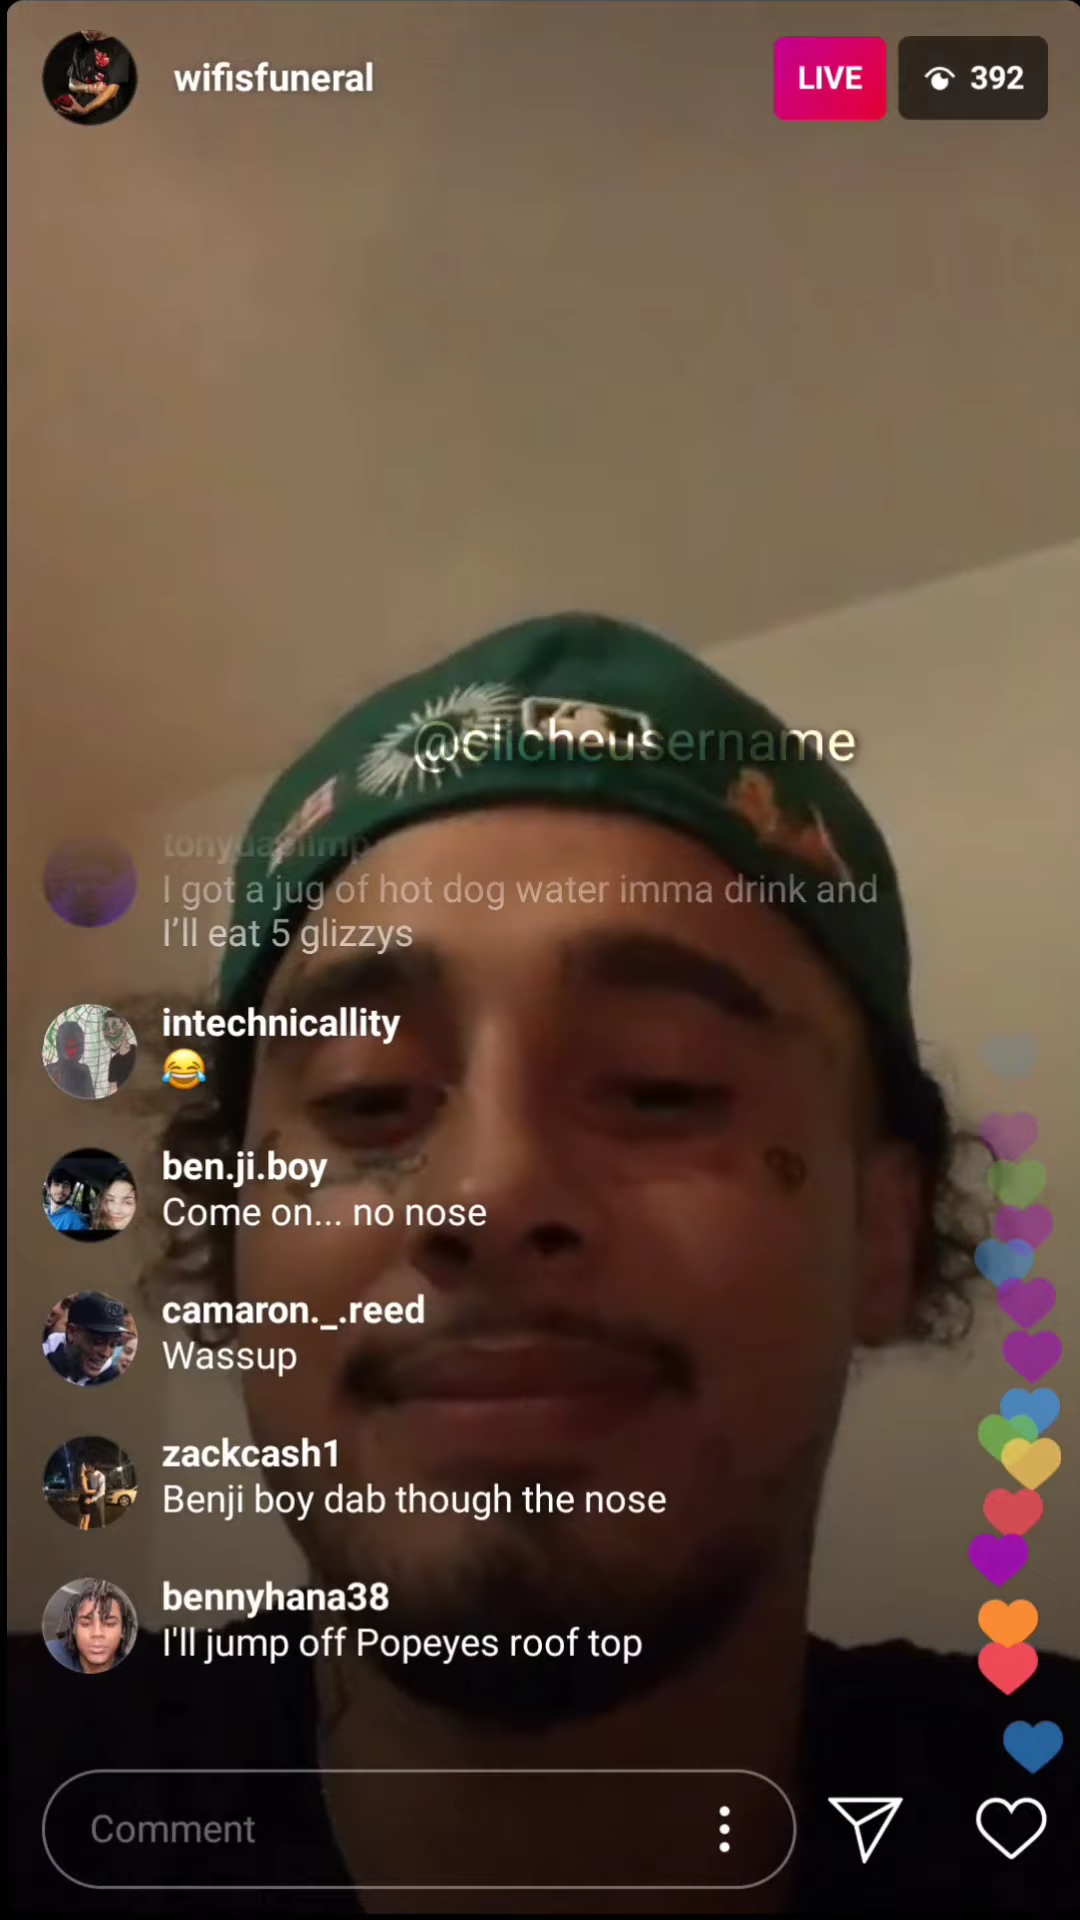 wifisfuneral
LIVE
392
@clicheusername
tonydapimp
I got a jug of hot dog water imma drink and
I'll eat 5 glizzys
intechnicallity
😂
ben.ji.boy
Come on... no nose
camaron._.reed
Wassup
zackcash1
Benji boy dab though the nose
bennyhana38
I'll jump off Popeyes roof top
Comment